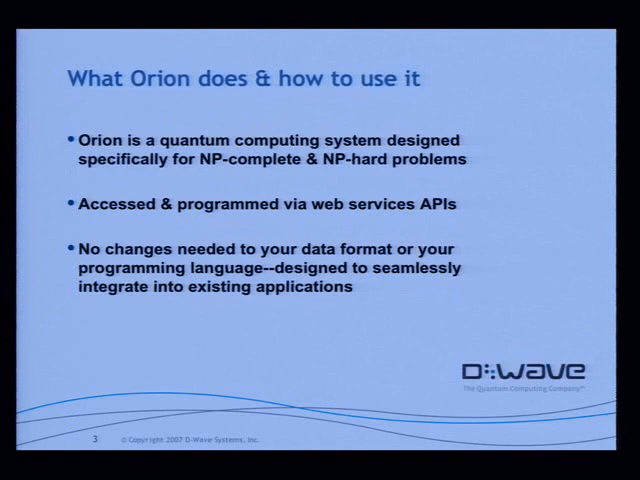 What Orion does & how to use it
• Orion is a quantum computing system designed
specifically for NP-complete & NP-hard problems
• Accessed & programmed via web services APIs
• No changes needed to your data format or your
programming language--designed to seamlessly
integrate into existing applications
D:wave
The Quantum Computing Company™
3 © Copyright 2007 D-Wave Systems, Inc.